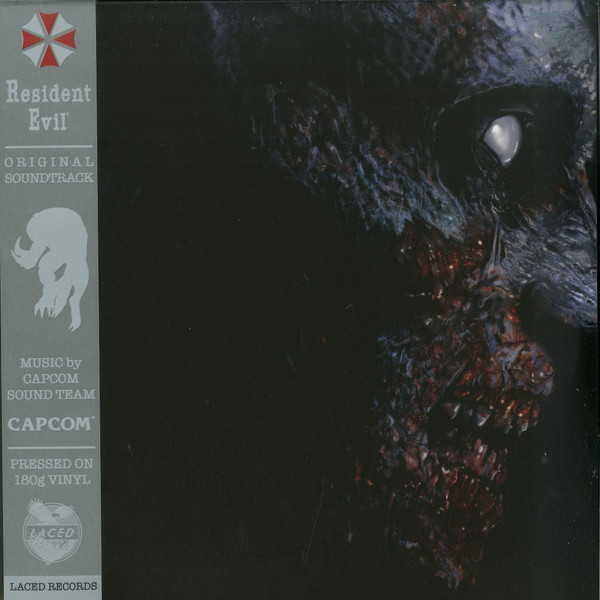 Resident
Evil
ORIGINAL
SOUNDTRACK
MUSIC by
CAPCOM
SOUND TEAM
CAPCOM®
PRESSED ON
180g VINYL
LACED
LACED RECORDS